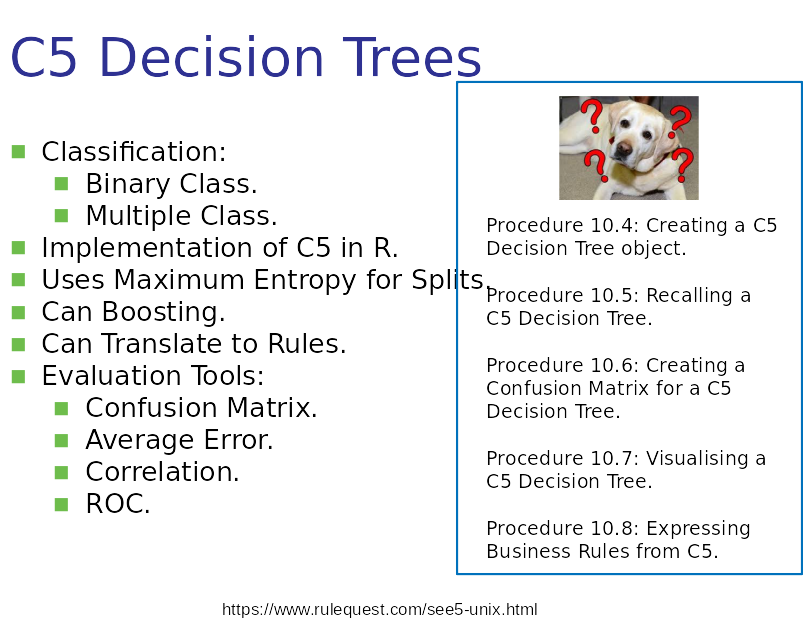 C5 Decision Trees
Classification:
Binary Class.
Multiple Class.
Implementation of C5 in R.
Uses Maximum Entropy for Splits.
Can Boosting.
Can Translate to Rules.
Evaluation Tools:
Confusion Matrix.
Average Error.
Correlation.
ROC.
? ? ? ?
Procedure 10.4: Creating a C5
Decision Tree object.
Procedure 10.5: Recalling a
C5 Decision Tree.
Procedure 10.6: Creating a
Confusion Matrix for a C5
Decision Tree.
Procedure 10.7: Visualising a
C5 Decision Tree.
Procedure 10.8: Expressing
Business Rules from C5.
https://www.rulequest.com/see5-unix.html